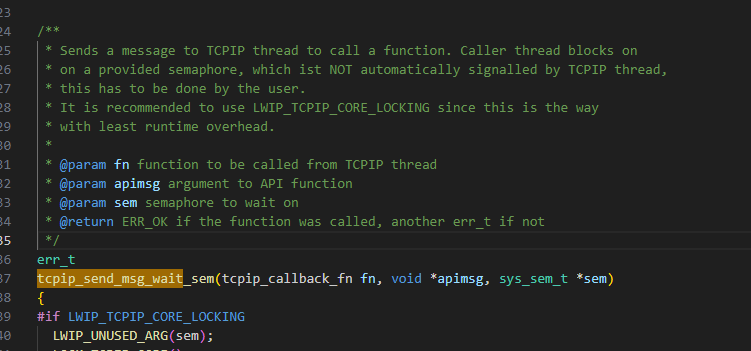 23
24 /**
25 * Sends a message to TCPIP thread to call a function. Caller thread blocks on
26 * on a provided semaphore, which ist NOT automatically signalled by TCPIP thread,
27 * this has to be done by the user.
28 * It is recommended to use LWIP_TCPIP_CORE_LOCKING since this is the way
29 * with least runtime overhead.
30 *
31 * @param fn function to be called from TCPIP thread
32 * @param apimsg argument to API function
33 * @param sem semaphore to wait on
34 * @return ERR_OK if the function was called, another err_t if not
35 */
36 err_t
37 tcpip_send_msg_wait_sem(tcpip_callback_fn fn, void *apimsg, sys_sem_t *sem)
38 {
39 #if LWIP_TCPIP_CORE_LOCKING
40 LWIP_UNUSED_ARG(sem);